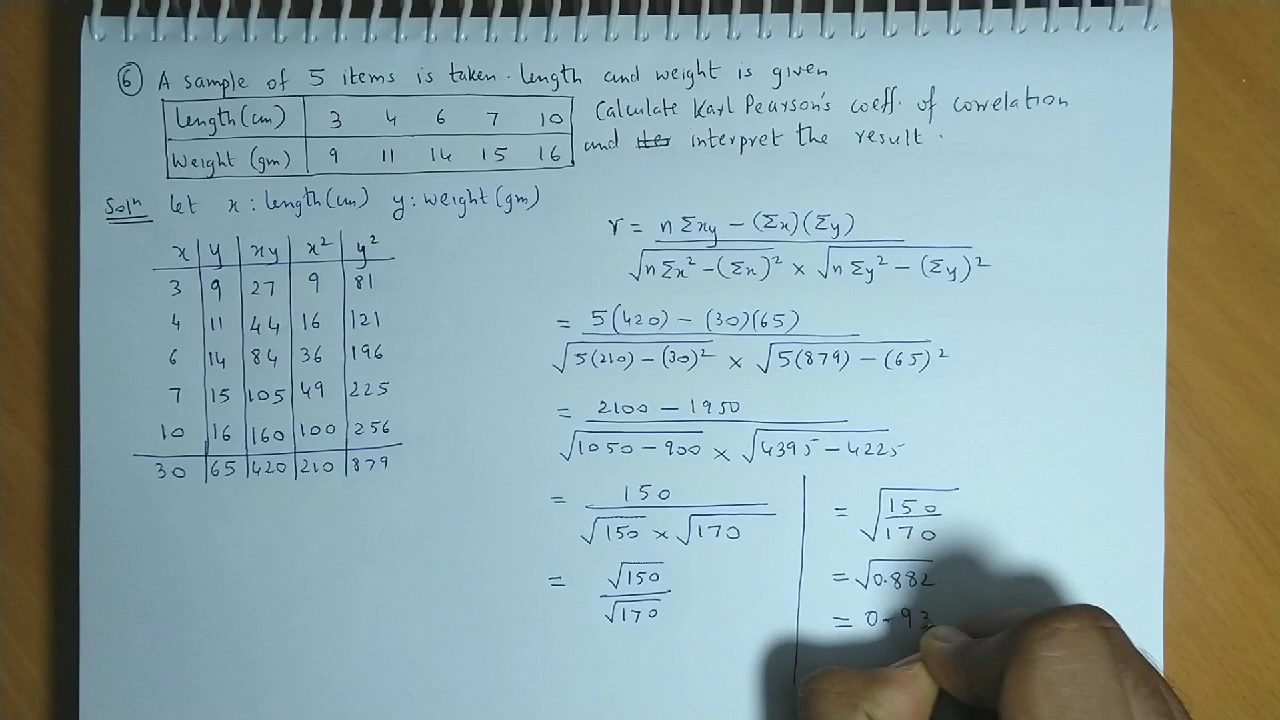 ⑥ A sample of 5 items is taken. length and weight is given
length(cm) 3 4 6 7 10
Weight (gm) 9 11 14 15 16
Calculate Karl Pearson's coeff. of correlation
and interpret the result.
Solⁿ let x : length(cm) y : weight(gm)
x y xy x² y²
3 9 27 9 81
4 11 44 16 121
6 14 84 36 196
7 15 105 49 225
10 16 160 100 256
30 65 420 210 879
r = n Σxy − (Σx)(Σy)
√n Σx² − (Σx)² × √n Σy² − (Σy)²
= 5(420) − (30)(65)
√5(210) − (30)² × √5(879) − (65)²
= 2100 − 1950
√1050 − 900 × √4395 − 4225
= 150
√150 × √170
= √150
√170
= √150
170
= √0.882
= 0.93